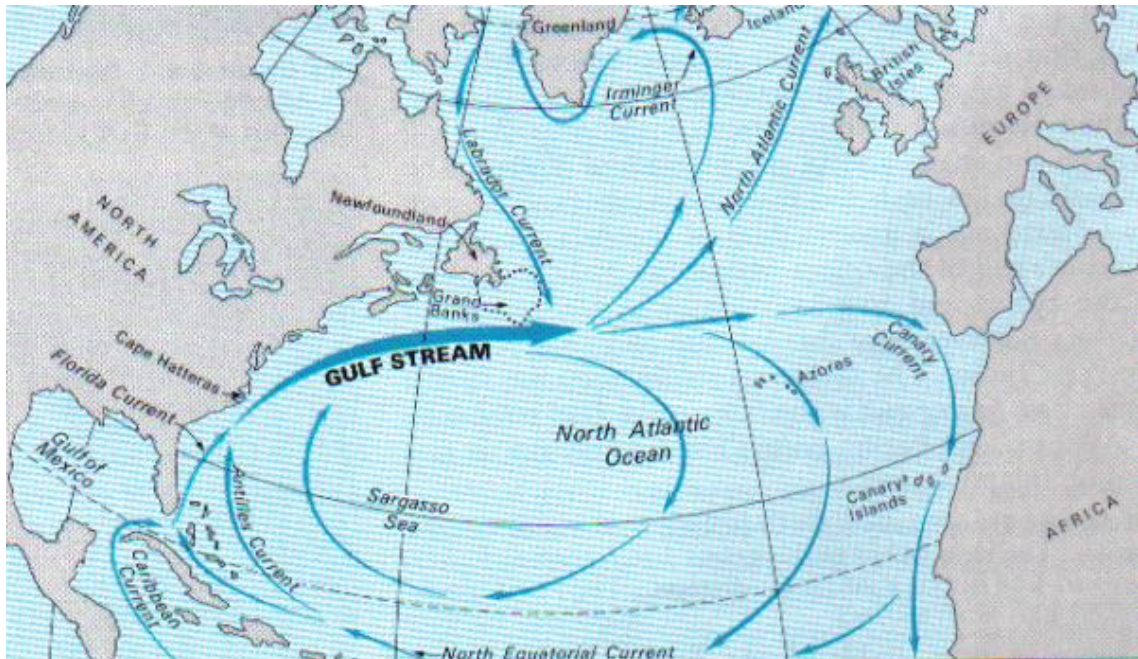 Greenland
Iceland
British
Isles
EUROPE
Irminger
Current
North Atlantic Current
Labrador Current
Newfoundland
NORTH
AMERICA
Grand
Banks
GULF STREAM
Cape Hatteras
Florida Current
Canary
Current
Azores
North Atlantic
Ocean
Gulf of
Mexico
Sargasso
Sea
Antilles Current
Canary
Islands
AFRICA
Caribbean
Current
North Equatorial Current